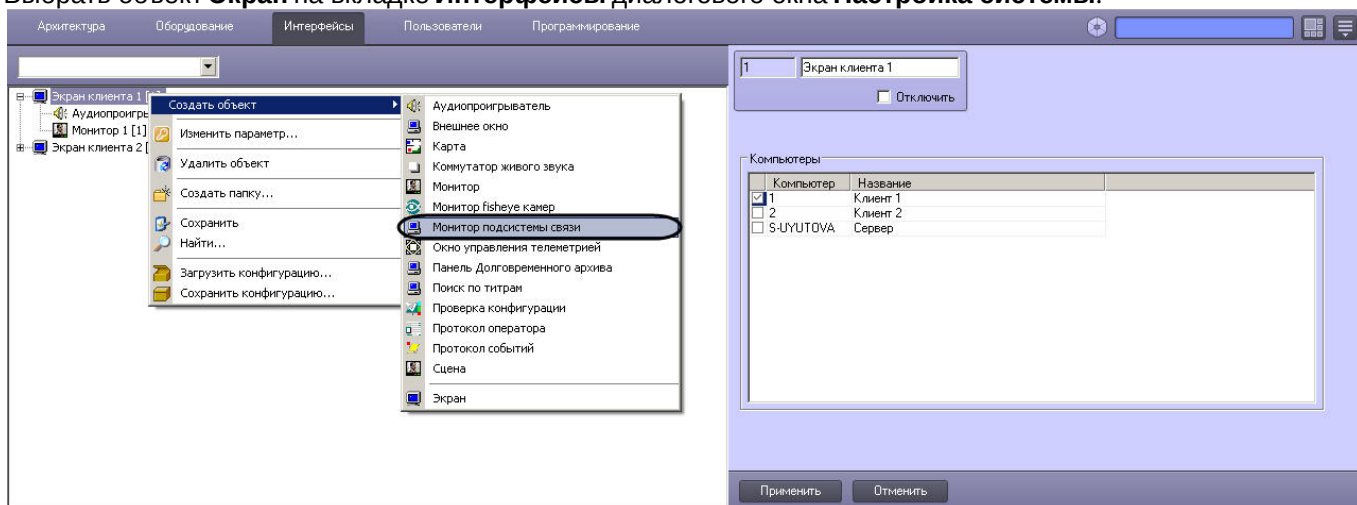 Выбрать объект Экран на вкладке Интерфейсы диалогового окна Настройка системы.
Архитектура Оборудование Интерфейсы Пользователи Программирование
1 Экран клиента 1
Отключить
Экран клиента 1 [1]
Аудиопроигры
Монитор 1 [1]
Экран клиента 2 [
Создать объект
Изменить параметр...
Удалить объект
Создать папку...
Сохранить
Найти...
Загрузить конфигурацию...
Сохранить конфигурацию...
Аудиопроигрыватель
Внешнее окно
Карта
Коммутатор живого звука
Монитор
Монитор fisheye камер
Монитор подсистемы связи
Окно управления телеметрией
Панель Долговременного архива
Поиск по титрам
Проверка конфигурации
Протокол оператора
Протокол событий
Сцена
Экран
Компьютеры
Компьютер Название
1 Клиент 1
2 Клиент 2
S-UYUTOVA Сервер
Применить Отменить